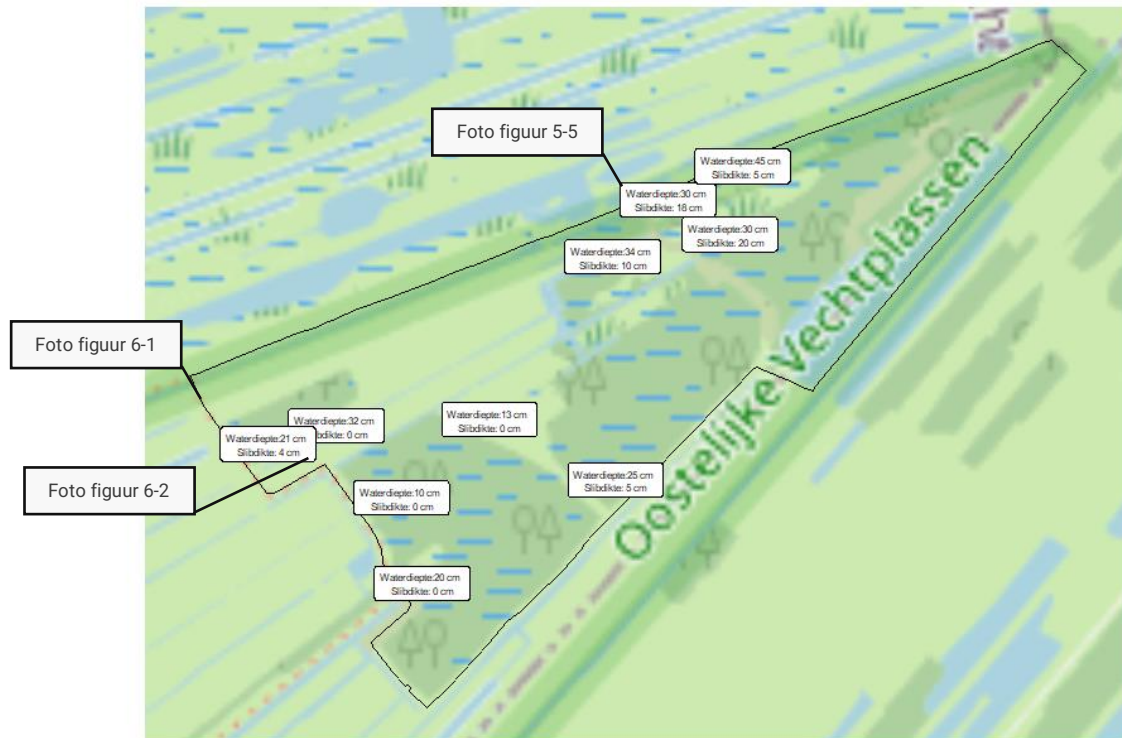 Foto figuur 5-5
Waterdiepte:45 cm
Slibdikte: 5 cm
Waterdiepte:30 cm
Slibdikte: 18 cm
Waterdiepte:30 cm
Slibdikte: 20 cm
Waterdiepte:34 cm
Slibdikte: 10 cm
Foto figuur 6-1
Waterdiepte:32 cm
Slibdikte: 0 cm
Waterdiepte:13 cm
Slibdikte: 0 cm
Waterdiepte:21 cm
Slibdikte: 4 cm
Foto figuur 6-2
Waterdiepte:10 cm
Slibdikte: 0 cm
Waterdiepte:25 cm
Slibdikte: 5 cm
Waterdiepte:20 cm
Slibdikte: 0 cm
Oostelijke Vechtplassen